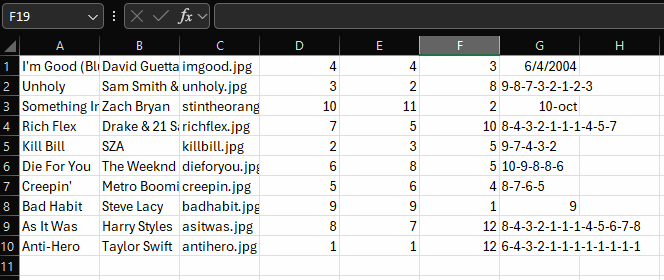 F19 fx
A B C D E F G H
1 I'm Good (Blu David Guetta imgood.jpg 4 4 3 6/4/2004
2 Unholy Sam Smith & unholy.jpg 3 2 8 9-8-7-3-2-1-2-3
3 Something In Zach Bryan stintheorang 10 11 2 10-oct
4 Rich Flex Drake & 21 Sa richflex.jpg 7 5 10 8-4-3-2-1-1-1-4-5-7
5 Kill Bill SZA killbill.jpg 2 3 5 9-7-4-3-2
6 Die For You The Weeknd dieforyou.jpg 6 8 5 10-9-8-8-6
7 Creepin' Metro Boomi creepin.jpg 5 6 4 8-7-6-5
8 Bad Habit Steve Lacy badhabit.jpg 9 9 1 9
9 As It Was Harry Styles asitwas.jpg 8 7 12 8-4-3-2-1-1-1-4-5-6-7-8
10 Anti-Hero Taylor Swift antihero.jpg 1 1 12 6-4-3-2-1-1-1-1-1-1-1-1
11